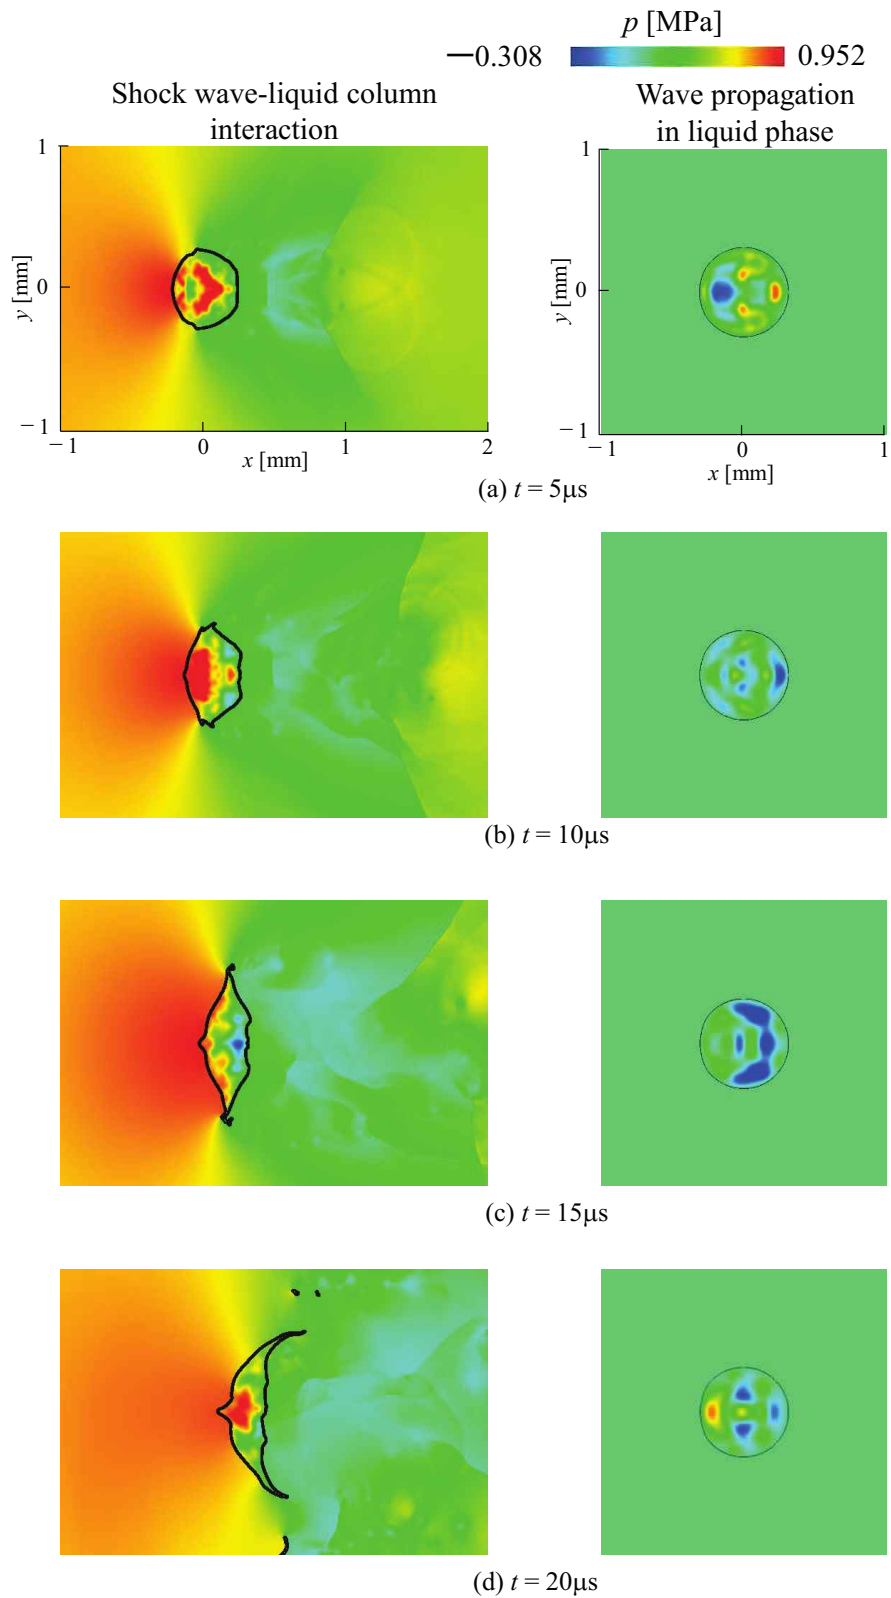 p [MPa]
−0.308 0.952
Shock wave-liquid column
interaction
Wave propagation
in liquid phase
1
0
−1
y [mm]
−1 0 1 2
x [mm]
1
0
−1
y [mm]
−1 0 1
x [mm]
(a) t = 5μs
(b) t = 10μs
(c) t = 15μs
(d) t = 20μs